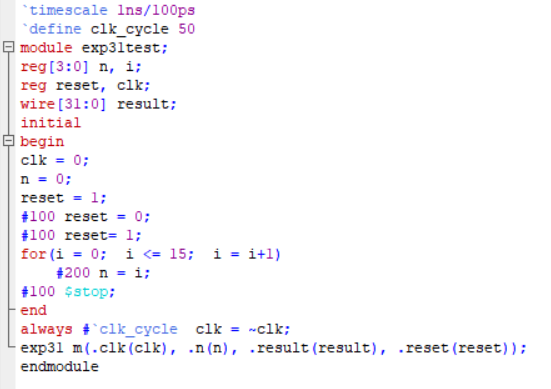 `timescale 1ns/100ps
`define clk_cycle 50
module exp31test;
reg[3:0] n, i;
reg reset, clk;
wire[31:0] result;
initial
begin
clk = 0;
n = 0;
reset = 1;
#100 reset = 0;
#100 reset= 1;
for(i = 0;  i <= 15;  i = i+1)
    #200 n = i;
#100 $stop;
end
always #`clk_cycle  clk = ~clk;
exp31 m(.clk(clk), .n(n), .result(result), .reset(reset));
endmodule